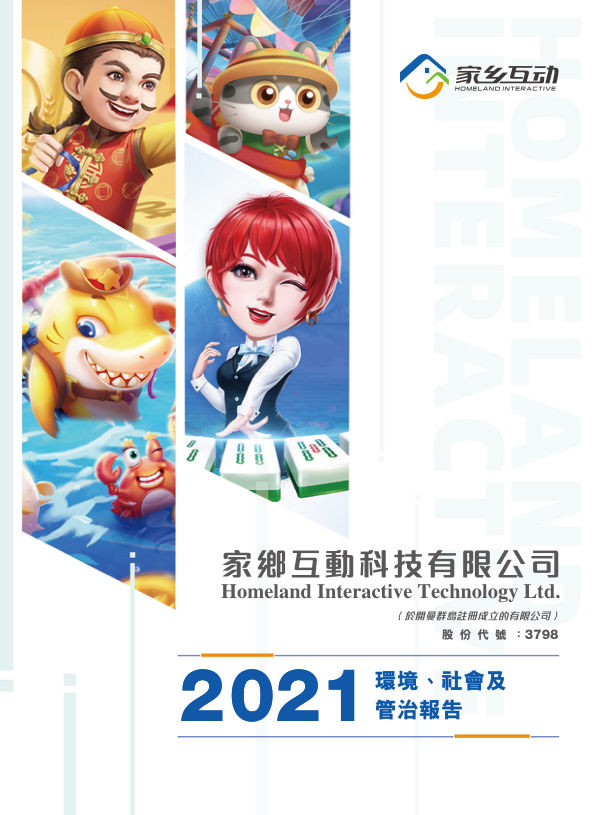 家乡互动
HOMELAND INTERACTIVE
HOMELAND
INTERACTIVE
家鄉互動科技有限公司
Homeland Interactive Technology Ltd.
（於開曼群島註冊成立的有限公司）
股份代號：3798
2021 環境、社會及
管治報告